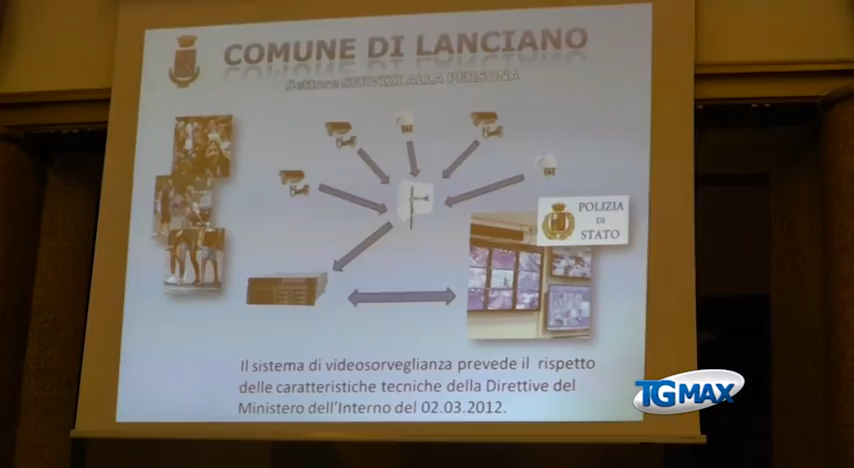 COMUNE DI LANCIANO
Settore SERVIZI ALLA PERSONA
POLIZIA
DI
STATO
Il sistema di videosorveglianza prevede il rispetto
delle caratteristiche tecniche della Direttive del
Ministero dell'Interno del 02.03.2012.
TGMAX